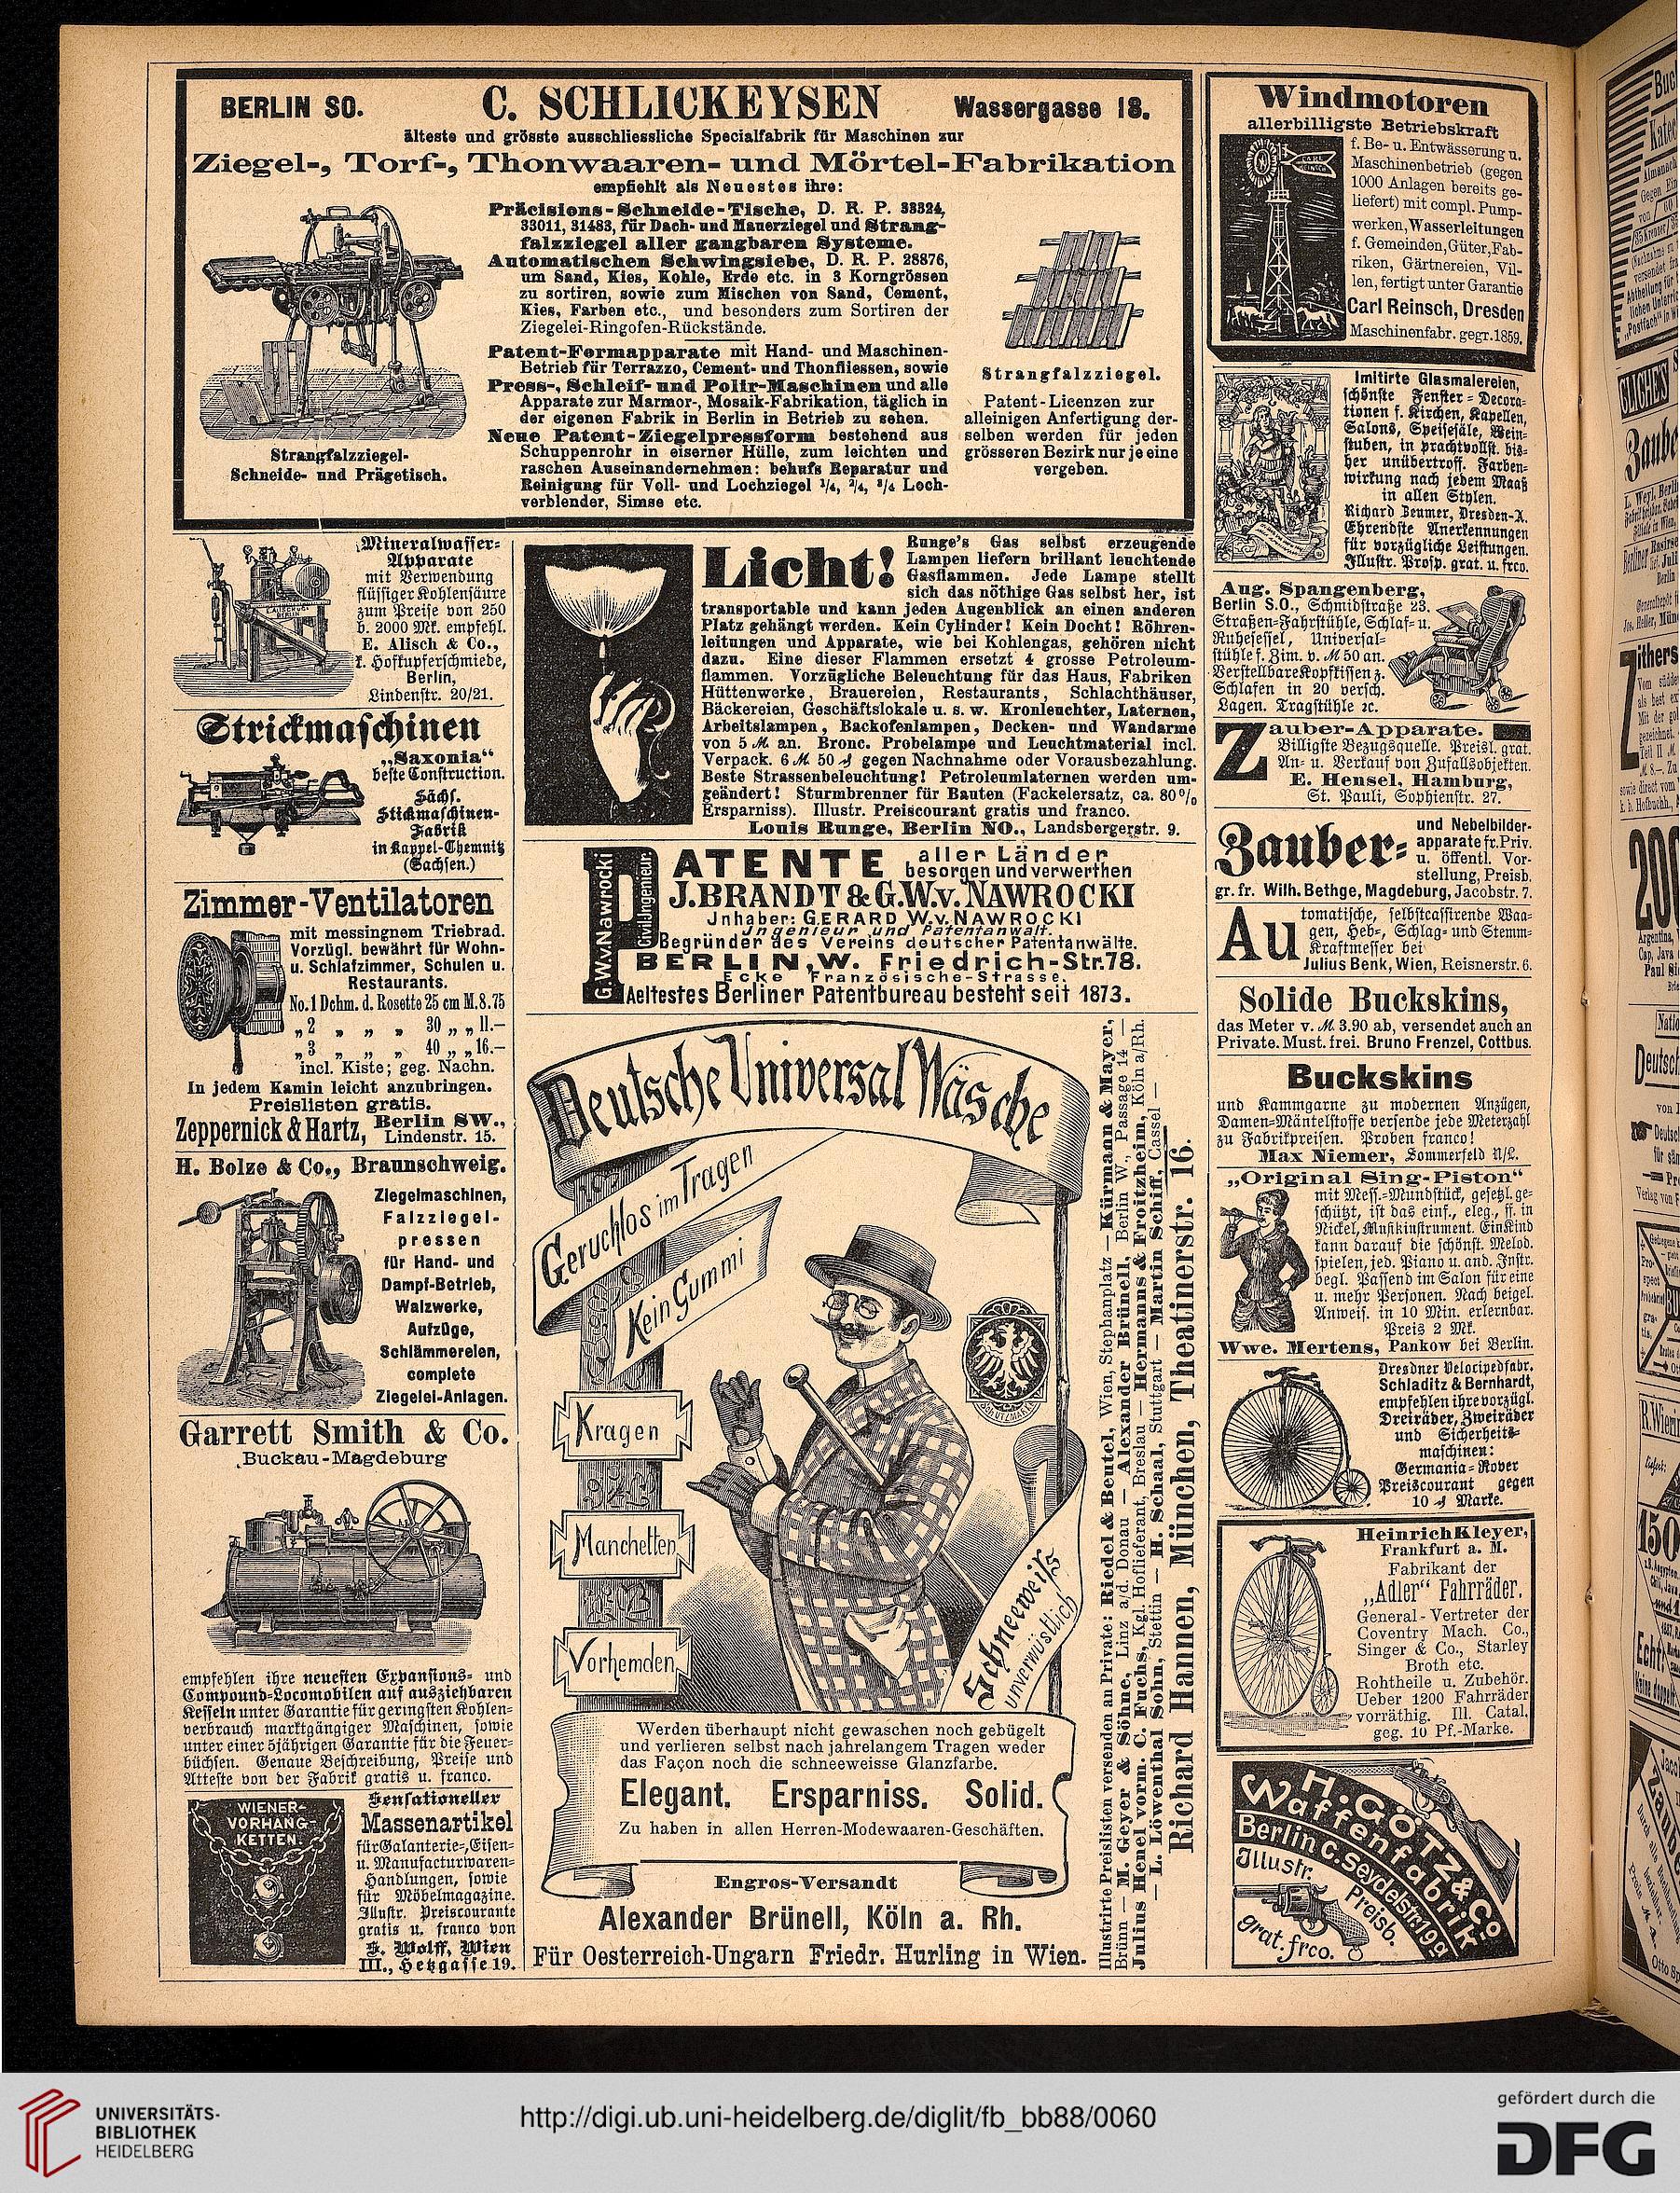 BERLIN SO.
C. SCHLICKEYSEN
Wassergasse 18.
älteste und grösste ausschliessliche Specialfabrik für Maschinen zur
Ziegel-, Torf-, Thonwaaren- und Mörtel-Fabrikation
empfiehlt als Neuestes ihre:
Präcisions-Schneide-Tische, D. R. P. 33324,
33011, 31483, für Dach- und Mauerziegel und Strang-
falzziegel aller gangbaren Systeme.
Automatischen Schwingsiebe, D. R. P. 28876,
um Sand, Kies, Kohle, Erde etc. in 3 Korngrössen
zu sortiren, sowie zum Mischen von Sand, Cement,
Kies, Farben etc., und besonders zum Sortiren der
Ziegelei-Ringofen-Rückstände.
Patent-Formapparate mit Hand- und Maschinen-
Betrieb für Terrazzo, Cement- und Thonfliessen, sowie
Press-, Schleif- und Polir-Maschinen und alle
Apparate zur Marmor-, Mosaik-Fabrikation, täglich in
der eigenen Fabrik in Berlin in Betrieb zu sehen.
Neue Patent-Ziegelpressform bestehend aus
Schuppenrohr in eiserner Hülle, zum leichten und
raschen Auseinandernehmen: behufs Reparatur und
Reinigung für Voll- und Lochziegel 1/4, 2/4, 3/4 Loch-
verblender, Simse etc.
Strangfalzziegel-
Schneide- und Prägetisch.
Strangfalzziegel.
Patent-Licenzen zur
alleinigen Anfertigung der-
selben werden für jeden
grösseren Bezirk nur je eine
vergeben.
Mineralwasser-
Apparate
mit Verwendung
flüssiger Kohlensäure
zum Preise von 250
b. 2000 Mk. empfehl.
E. Alisch & Co.,
k. Hofkupferschmiede,
Berlin,
Lindenstr. 20/21.
Strickmaschinen
„Saxonia“
beste Construction.
Sächs.
Stickmaschinen-
Fabrik
in Kappel-Chemnitz
(Sachsen.)
Zimmer-Ventilatoren
mit messingnem Triebrad.
Vorzügl. bewährt für Wohn-
u. Schlafzimmer, Schulen u.
Restaurants.
No. 1 Dchm. d. Rosette 25 cm M. 8.75
„ 2 „ „ „ 30 „ „ 11.—
„ 3 „ „ „ 40 „ „ 16.—
incl. Kiste; geg. Nachn.
In jedem Kamin leicht anzubringen.
Preislisten gratis.
Zeppernick & Hartz, Berlin SW.,
Lindenstr. 15.
H. Bolze & Co., Braunschweig.
Ziegelmaschinen,
Falzziegel-
pressen
für Hand- und
Dampf-Betrieb,
Walzwerke,
Aufzüge,
Schlämmereien,
complete
Ziegelei-Anlagen.
Garrett Smith & Co.
Buckau-Magdeburg
empfehlen ihre neuesten Expansions- und
Compound-Locomobilen auf ausziehbaren
Kesseln unter Garantie für geringsten Kohlen-
verbrauch marktgängiger Maschinen, sowie
unter einer 5jährigen Garantie für die Feuer-
büchsen. Genaue Beschreibung, Preise und
Atteste von der Fabrik gratis u. franco.
WIENER-
VORHANG-
KETTEN.
Sensationeller
Massenartikel
für Galanterie-, Eisen-
u. Manufacturwaren-
Handlungen, sowie
für Möbelmagazine.
Illustr. Preiscourante
gratis u. franco von
F. Wolff, Wien
III., Hetzgasse 19.
Licht!
Runge's Gas selbst erzeugende
Lampen liefern brillant leuchtende
Gasflammen. Jede Lampe stellt
sich das nöthige Gas selbst her, ist
transportable und kann jeden Augenblick an einen anderen
Platz gehängt werden. Kein Cylinder! Kein Docht! Röhren-
leitungen und Apparate, wie bei Kohlengas, gehören nicht
dazu. Eine dieser Flammen ersetzt 4 grosse Petroleum-
flammen. Vorzügliche Beleuchtung für das Haus, Fabriken
Hüttenwerke, Brauereien, Restaurants, Schlachthäuser,
Bäckereien, Geschäftslokale u. s. w. Kronleuchter, Laternen,
Arbeitslampen, Backofenlampen, Decken- und Wandarme
von 5 ℳ an. Bronc. Probelampe und Leuchtmaterial incl.
Verpack. 6 ℳ 50 ₰ gegen Nachnahme oder Vorausbezahlung.
Beste Strassenbeleuchtung! Petroleumlaternen werden um-
geändert! Sturmbrenner für Bauten (Fackelersatz, ca. 80%
Ersparniss). Illustr. Preiscourant gratis und franco.
Louis Runge, Berlin NO., Landsbergerstr. 9.
G.W.v.Nawrocki
Civil-Ingenieur.
PATENTE aller Länder
besorgen und verwerthen
J.BRANDT & G.W.v.NAWROCKI
Inhaber: GERARD W.v.NAWROCKI
Ingenieur und Patentanwalt.
Begründer des Vereins deutscher Patentanwälte.
BERLIN, W. Friedrich-Str.78.
Ecke Französische-Strasse.
Aeltestes Berliner Patentbureau besteht seit 1873.
Deutsche Universal Wäsche
Geruchlos im Tragen
Kein Gummi
SCHUTZMARKE
Kragen
Manchetten
Vorhemden
Schneeweiß
unverwüstlich
Werden überhaupt nicht gewaschen noch gebügelt
und verlieren selbst nach jahrelangem Tragen weder
das Façon noch die schneeweisse Glanzfarbe.
Elegant. Ersparniss. Solid.
Zu haben in allen Herren-Modewaaren-Geschäften.
Engros-Versandt
Alexander Brünell, Köln a. Rh.
Für Oesterreich-Ungarn Friedr. Hurling in Wien.
Illustrirte Preislisten versenden an Private: Riedel & Beutel, Wien, Stephanplatz — Kürmann & Mayer,
Brünn — M. Geyer & Söhne, Linz a/d. Donau — Alexander Brünell, Berlin W., Passage 14 —
Julius Henel vorm. C. Fuchs, Kgl. Hoflieferant, Breslau — Hermanns & Froitzheim, Köln a/Rh.
— L. Löwenthal Sohn, Stettin — H. Schaal, Stuttgart — Martin Schiff, Cassel —
Richard Hannen, München, Theatinerstr. 16.
Windmotoren
allerbilligste Betriebskraft
f. Be- u. Entwässerung u.
Maschinenbetrieb (gegen
1000 Anlagen bereits ge-
liefert) mit compl. Pump-
werken, Wasserleitungen
f. Gemeinden, Güter, Fab-
riken, Gärtnereien, Vil-
len, fertigt unter Garantie
Carl Reinsch, Dresden
Maschinenfabr. gegr. 1859.
Imitirte Glasmalereien,
schönste Fenster-Decora-
tionen f. Kirchen, Kapellen,
Salons, Speisesäle, Wein-
stuben, in prachtvollst. bis-
her unübertroff. Farben-
wirkung nach jedem Maaß
in allen Stylen.
Richard Beumer, Dresden-A.
Ehrendste Anerkennungen
für vorzügliche Leistungen.
Illustr. Prosp. grat. u. frco.
Aug. Spangenberg,
Berlin S.O., Schmidstraße 23.
Straßen-Fahrstühle, Schlaf- u.
Ruhesessel, Universal-
stühle f. Zim. v. ℳ 50 an.
Verstellbare Kopfkissen z.
Schlafen in 20 versch.
Lagen. Tragstühle ꝛc.
Zauber-Apparate.
Billigste Bezugsquelle. Preisl. grat.
An- u. Verkauf von Zufallsobjekten.
E. Hensel, Hamburg,
St. Pauli, Sophienstr. 27.
Zauber- und Nebelbilder-
apparate fr. Priv.
u. öffentl. Vor-
stellung, Preisb.
gr. fr. Wilh. Bethge, Magdeburg, Jacobstr. 7.
Automatische, selbstcassirende Waa-
gen, Heb-, Schlag- und Stemm-
Kraftmesser bei
Julius Benk, Wien, Reisnerstr. 6.
Solide Buckskins,
das Meter v. ℳ 3.90 ab, versendet auch an
Private. Must. frei. Bruno Frenzel, Cottbus.
Buckskins
und Kammgarne zu modernen Anzügen,
Damen-Mäntelstoffe versende jede Meterzahl
zu Fabrikpreisen. Proben franco!
Max Niemer, Sommerfeld N/L.
„Original Sing-Piston“
mit Mess.-Mundstück, gesetzl. ge-
schützt, ist das einf., eleg., ff. in
Nickel, Musikinstrument. Ein Kind
kann darauf die schönst. Melod.
spielen, jed. Piano u. and. Instr.
begl. Passend im Salon für eine
u. mehr Personen. Nach beigel.
Anweis. in 10 Min. erlernbar.
Preis 2 Mk.
Wwe. Mertens, Pankow bei Berlin.
Dresdner Velocipedfabr.
Schladitz & Bernhardt,
empfehlen ihre vorzügl.
Dreiräder, Zweiräder
und Sicherheits-
maschinen:
Germania-Rover
Preiscourant gegen
10 ₰ Marke.
Heinrich Kleyer,
Frankfurt a. M.
Fabrikant der
„Adler“ Fahrräder.
General-Vertreter der
Coventry Mach. Co.,
Singer & Co., Starley
Broth etc.
Rohtheile u. Zubehör.
Ueber 1200 Fahrräder
vorräthig. Ill. Catal.
geg. 10 Pf.-Marke.
H. GÖTZ & Co
Waffenfabrik
Berlin C. Seydelstr. 19a
Illustr. Preisb.
grat. frco.
UNIVERSITÄTS-
BIBLIOTHEK
HEIDELBERG
http://digi.ub.uni-heidelberg.de/diglit/fb_bb88/0060
gefördert durch die
DFG